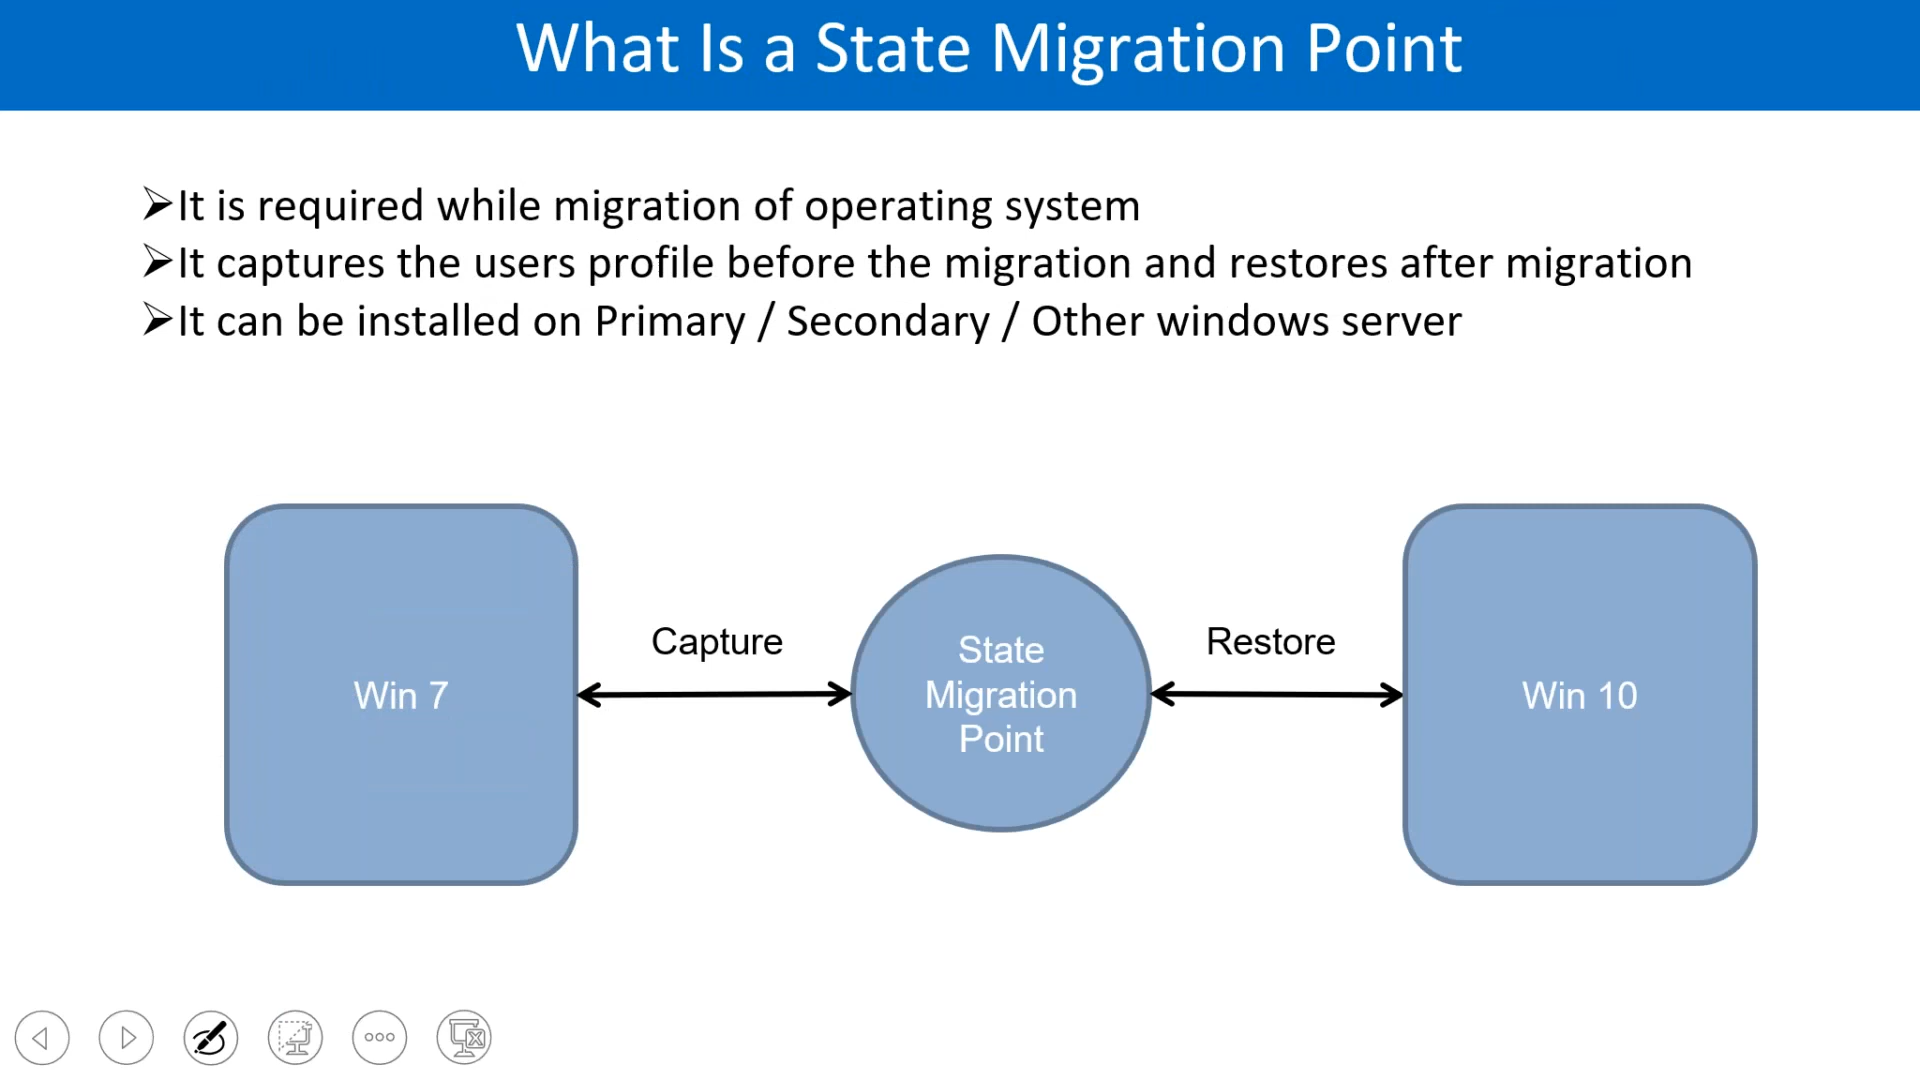 What Is a State Migration Point
➢It is required while migration of operating system
➢It captures the users profile before the migration and restores after migration
➢It can be installed on Primary / Secondary / Other windows server
Win 7
Capture
State
Migration
Point
Restore
Win 10